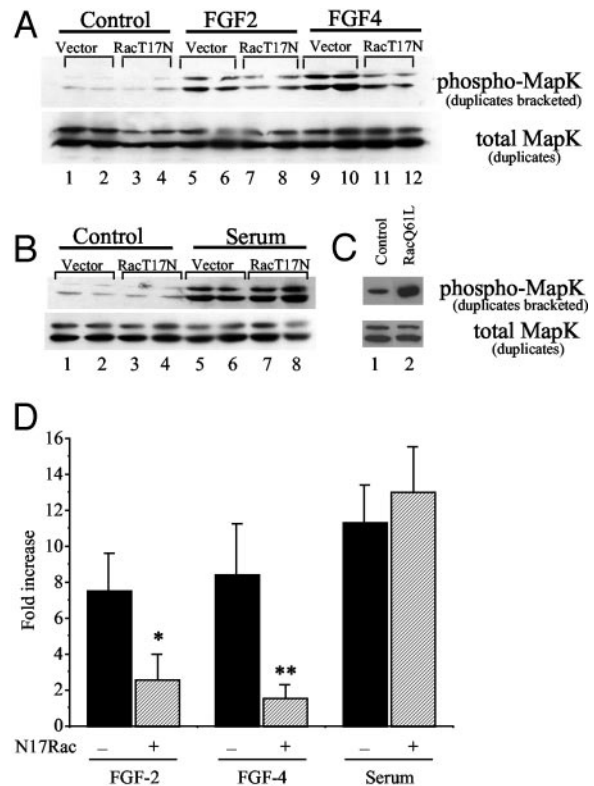 A
Control FGF2 FGF4
Vector RacT17N Vector RacT17N Vector RacT17N
phospho-MapK
(duplicates bracketed)
total MapK
(duplicates)
1 2 3 4 5 6 7 8 9 10 11 12
B
Control Serum
Vector RacT17N Vector RacT17N
1 2 3 4 5 6 7 8
C
Control RacQ61L
phospho-MapK
(duplicates bracketed)
total MapK
(duplicates)
1 2
D
Fold increase
16
14
12
10
8
6
4
2
0
* **
N17Rac – + – + – +
FGF-2 FGF-4 Serum